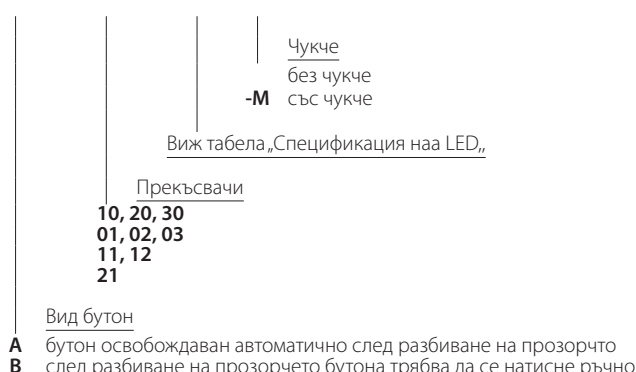 Чукче
без чукче
-M със чукче
Виж табела „Спецификация наа LED„
Прекъсвачи
10, 20, 30
01, 02, 03
11, 12
21
Вид бутон
A бутон освобождаван автоматично след разбиване на прозорчто
B след разбиване на прозорчето бутона трябва да се натисне ръчно